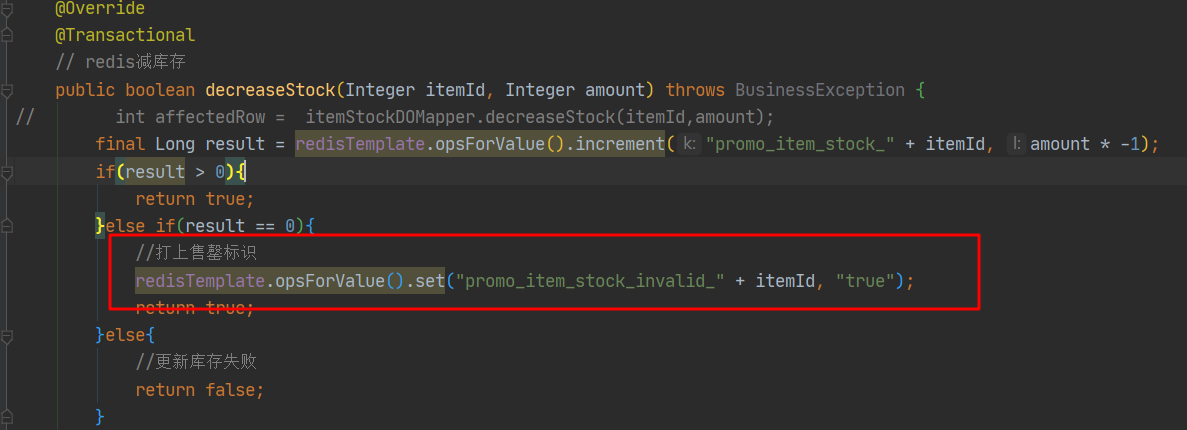 @Override
@Transactional
// redis减库存
public boolean decreaseStock(Integer itemId, Integer amount) throws BusinessException {
// int affectedRow = itemStockDOMapper.decreaseStock(itemId,amount);
final Long result = redisTemplate.opsForValue().increment( k: "promo_item_stock_" + itemId, l: amount * -1);
if(result > 0){
return true;
}else if(result == 0){
//打上售罄标识
redisTemplate.opsForValue().set("promo_item_stock_invalid_" + itemId, "true");
return true;
}else{
//更新库存失败
return false;
}